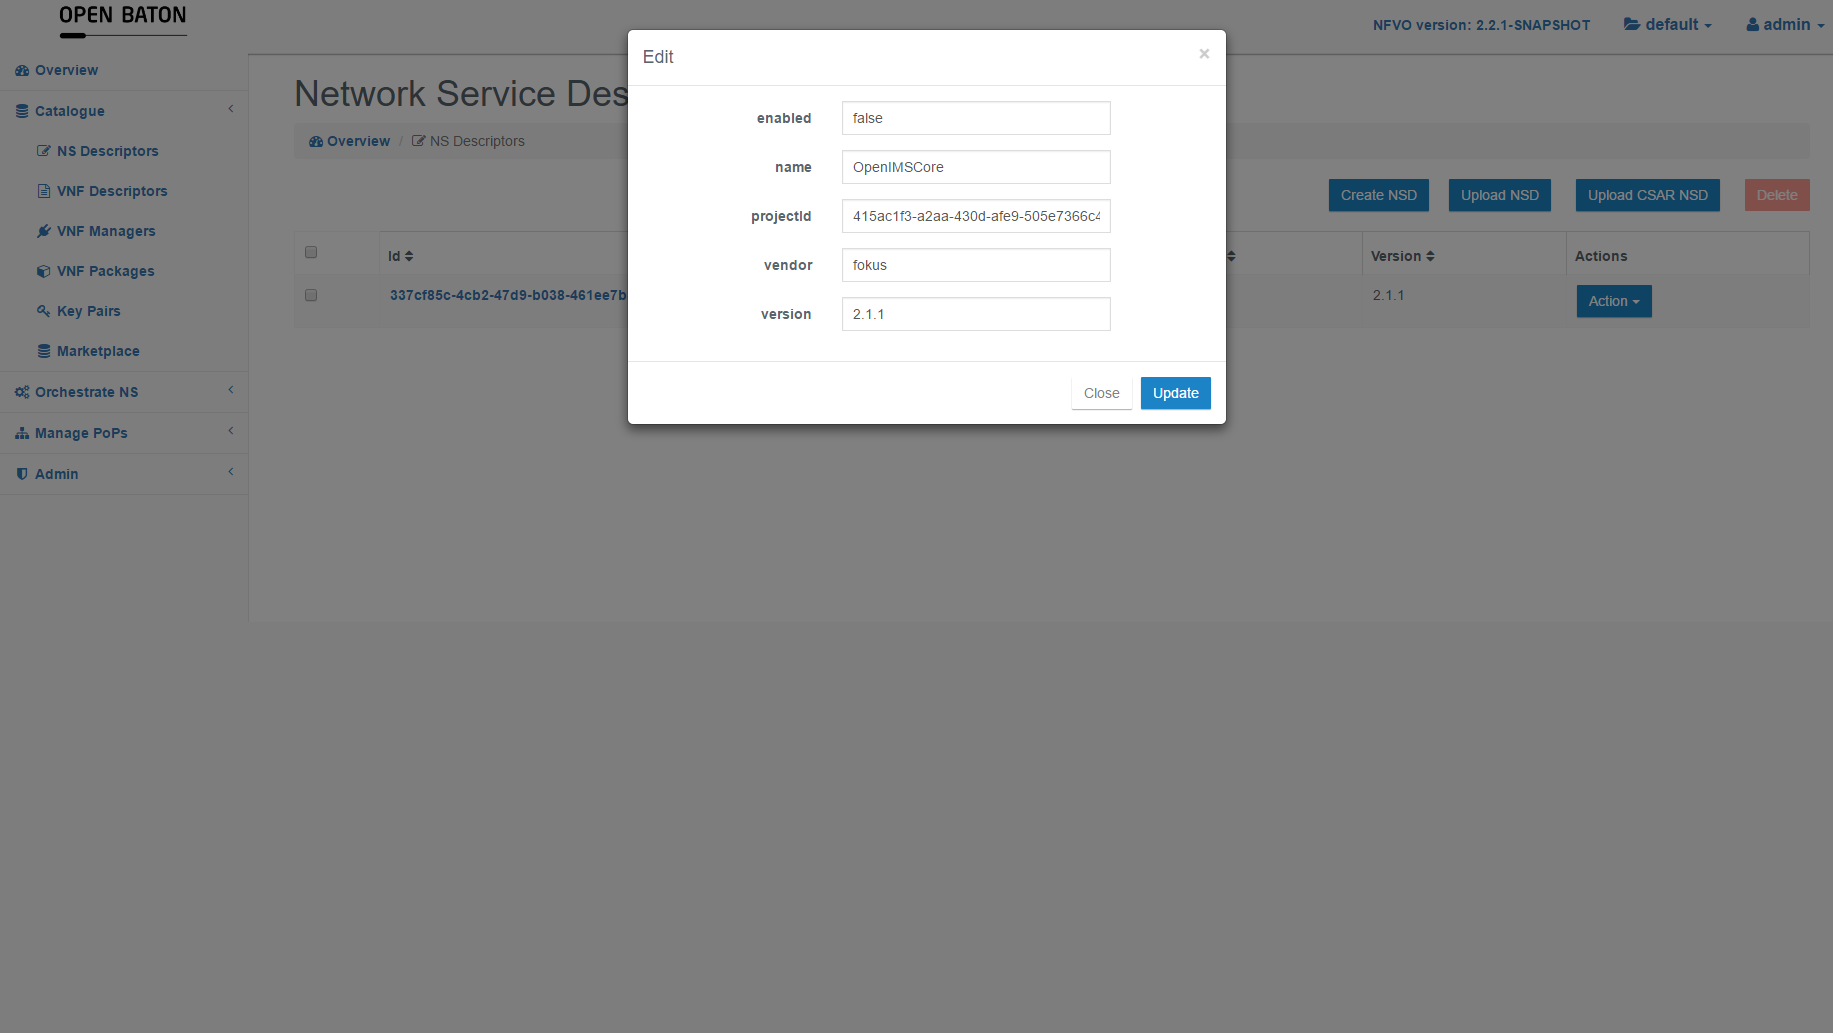 OPEN BATON
NFVO version: 2.2.1-SNAPSHOT
default
admin
Overview
Catalogue
NS Descriptors
VNF Descriptors
VNF Managers
VNF Packages
Key Pairs
Marketplace
Orchestrate NS
Manage PoPs
Admin
Network Service Des
Overview / NS Descriptors
Create NSD Upload NSD Upload CSAR NSD Delete
Id Version Actions
337cf85c-4cb2-47d9-b038-461ee7b 2.1.1 Action
Edit ×
enabled false
name OpenIMSCore
projectId 415ac1f3-a2aa-430d-afe9-505e7366c4
vendor fokus
version 2.1.1
Close Update